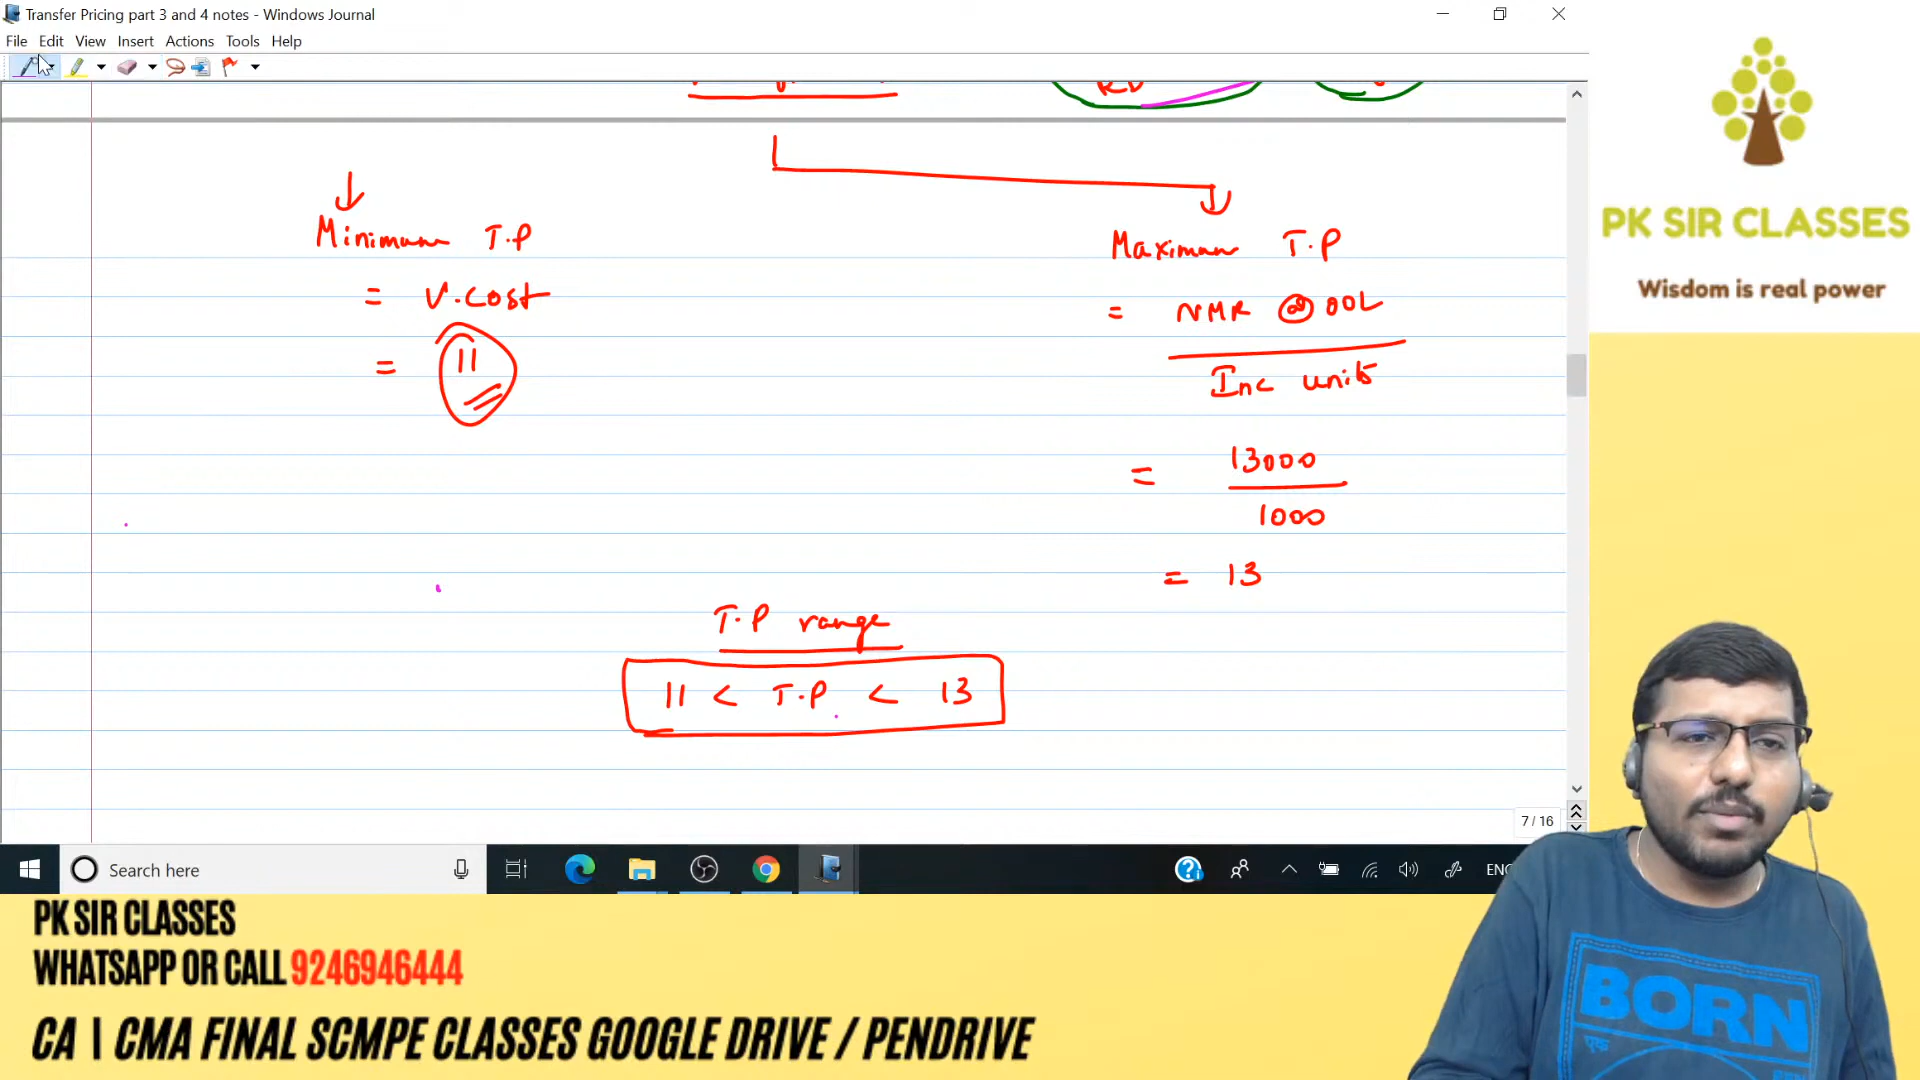 Transfer Pricing part 3 and 4 notes - Windows Journal
File Edit View Insert Actions Tools Help
Minimum T.P
= V.cost
= 11
Maximum T.P
= NMR @ OOL
Inc units
= 13000
1000
= 13
T.P range
11 < T.P < 13
7 / 16
Search here
ENG
PK SIR CLASSES
Wisdom is real power
PK SIR CLASSES
WHATSAPP OR CALL 9246946444
CA \ CMA FINAL SCMPE CLASSES GOOGLE DRIVE / PENDRIVE
BORN